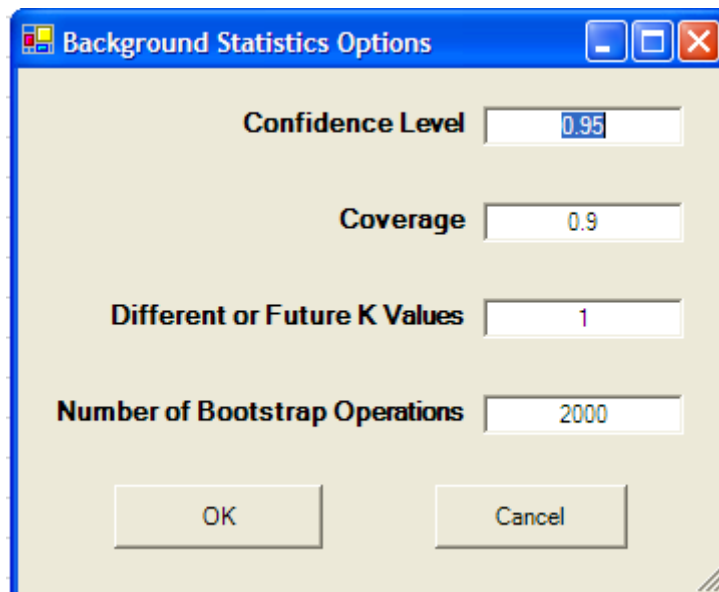 Background Statistics Options
Confidence Level 0.95
Coverage 0.9
Different or Future K Values 1
Number of Bootstrap Operations 2000
OK Cancel